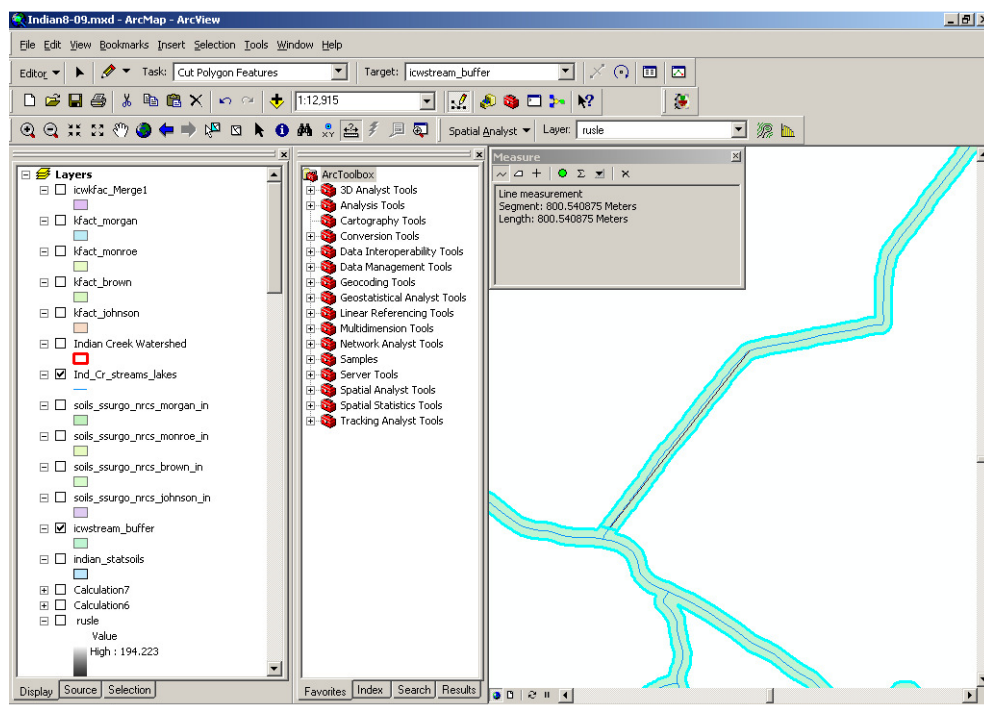 Indian8-09.mxd - ArcMap - ArcView
File Edit View Bookmarks Insert Selection Tools Window Help
Editor Task: Cut Polygon Features Target: icwstream_buffer
1:12,915
Spatial Analyst Layer: rusle
Layers
icwkfac_Merge1
kfact_morgan
kfact_monroe
kfact_brown
kfact_johnson
Indian Creek Watershed
Ind_Cr_streams_lakes
soils_ssurgo_nrcs_morgan_in
soils_ssurgo_nrcs_monroe_in
soils_ssurgo_nrcs_brown_in
soils_ssurgo_nrcs_johnson_in
icwstream_buffer
indian_statsoils
Calculation7
Calculation6
rusle
Value
High : 194.223
Display Source Selection
ArcToolbox
3D Analyst Tools
Analysis Tools
Cartography Tools
Conversion Tools
Data Interoperability Tools
Data Management Tools
Geocoding Tools
Geostatistical Analyst Tools
Linear Referencing Tools
Multidimension Tools
Network Analyst Tools
Samples
Server Tools
Spatial Analyst Tools
Spatial Statistics Tools
Tracking Analyst Tools
Favorites Index Search Results
Measure
Line measurement
Segment: 800.540875 Meters
Length: 800.540875 Meters